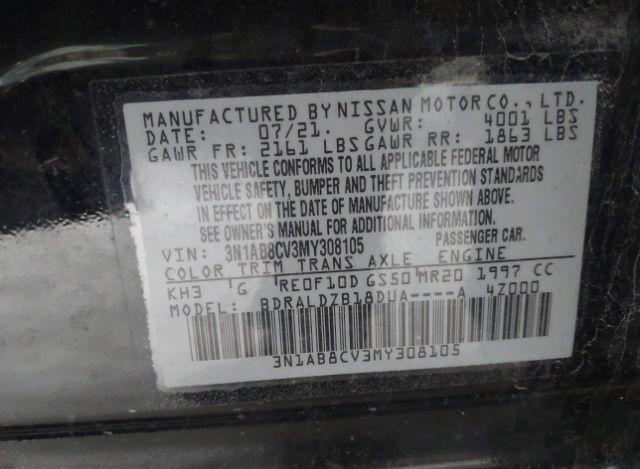 MANUFACTURED BY NISSAN MOTOR CO., LTD.
DATE: 07/21. GVWR: 4001 LBS
GAWR FR: 2161 LBS GAWR RR: 1863 LBS
THIS VEHICLE CONFORMS TO ALL APPLICABLE FEDERAL MOTOR
VEHICLE SAFETY, BUMPER AND THEFT PREVENTION STANDARDS
IN EFFECT ON THE DATE OF MANUFACTURE SHOWN ABOVE.
SEE OWNER'S MANUAL FOR ADDITIONAL INFORMATION.
VIN: 3N1AB8CV3MY308105 PASSENGER CAR.
COLOR TRIM TRANS AXLE ENGINE
KH3 G RE0F10D GS50 MR20 1997 CC
MODEL: BDRALDZB18DUA----A 4Z000
3N1AB8CV3MY308105